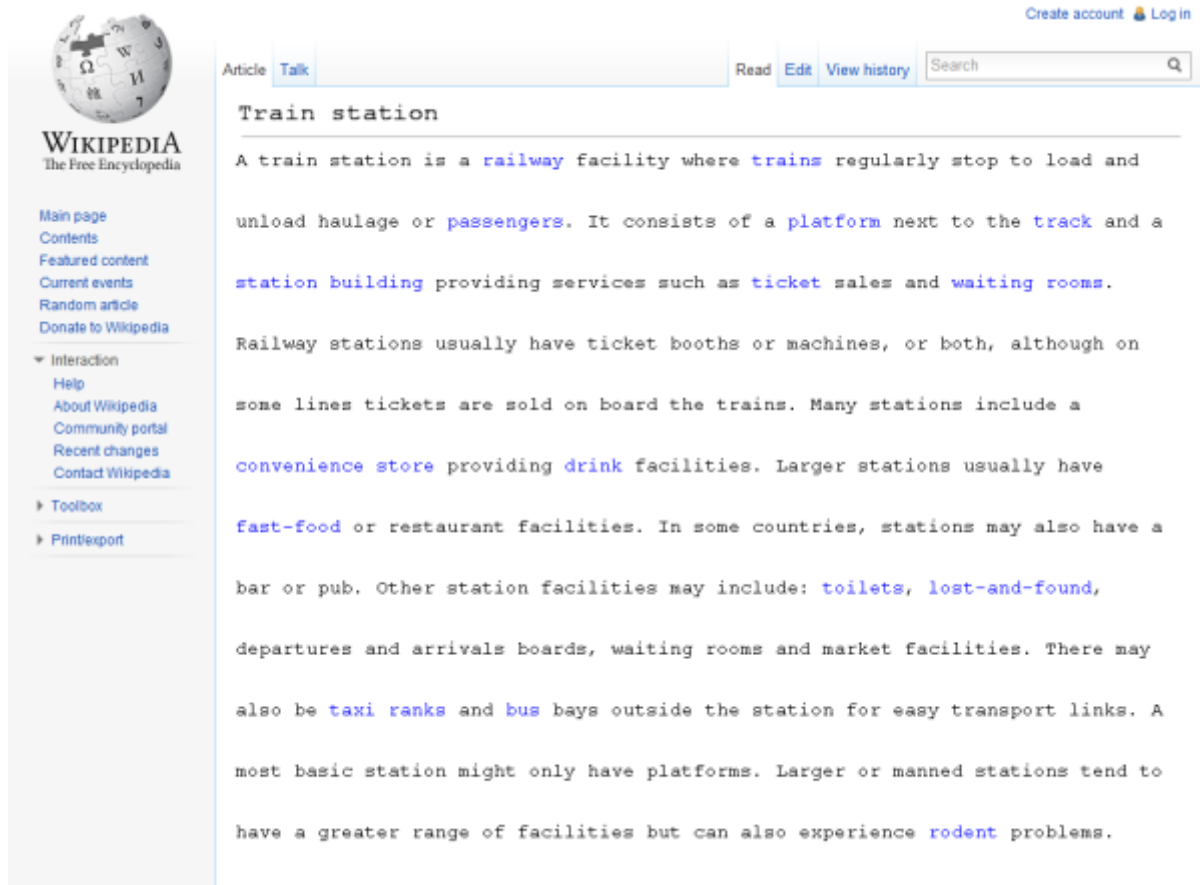 Create account Log in
Article Talk Read Edit View history Search
WIKIPEDIA
The Free Encyclopedia
Main page
Contents
Featured content
Current events
Random article
Donate to Wikipedia
Interaction
Help
About Wikipedia
Community portal
Recent changes
Contact Wikipedia
Toolbox
Print/export
Train station
A train station is a railway facility where trains regularly stop to load and
unload haulage or passengers. It consists of a platform next to the track and a
station building providing services such as ticket sales and waiting rooms.
Railway stations usually have ticket booths or machines, or both, although on
some lines tickets are sold on board the trains. Many stations include a
convenience store providing drink facilities. Larger stations usually have
fast-food or restaurant facilities. In some countries, stations may also have a
bar or pub. Other station facilities may include: toilets, lost-and-found,
departures and arrivals boards, waiting rooms and market facilities. There may
also be taxi ranks and bus bays outside the station for easy transport links. A
most basic station might only have platforms. Larger or manned stations tend to
have a greater range of facilities but can also experience rodent problems.